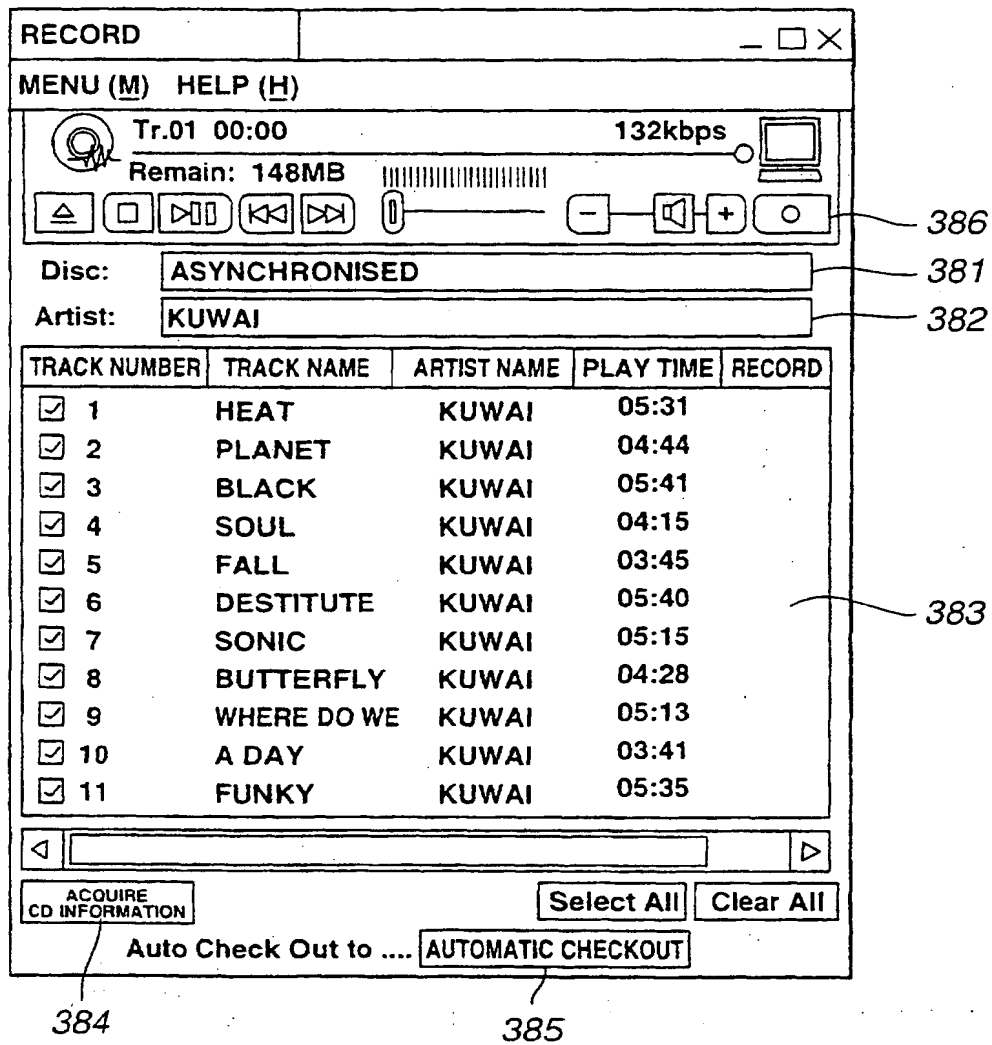 RECORD
MENU (M) HELP (H)
Tr.01 00:00 132kbps
Remain: 148MB
386
Disc: ASYNCHRONISED 381
Artist: KUWAI 382
TRACK NUMBER TRACK NAME ARTIST NAME PLAY TIME RECORD
1 HEAT KUWAI 05:31
2 PLANET KUWAI 04:44
3 BLACK KUWAI 05:41
4 SOUL KUWAI 04:15
5 FALL KUWAI 03:45
6 DESTITUTE KUWAI 05:40 383
7 SONIC KUWAI 05:15
8 BUTTERFLY KUWAI 04:28
9 WHERE DO WE KUWAI 05:13
10 A DAY KUWAI 03:41
11 FUNKY KUWAI 05:35
ACQUIRE
CD INFORMATION
Select All Clear All
Auto Check Out to .... AUTOMATIC CHECKOUT
384 385